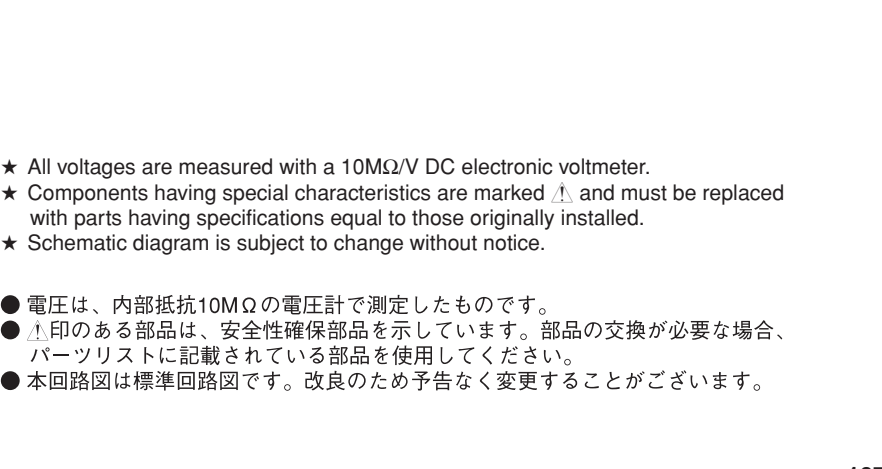 ★ All voltages are measured with a 10MΩ/V DC electronic voltmeter.
★ Components having special characteristics are marked ⚠ and must be replaced
with parts having specifications equal to those originally installed.
★ Schematic diagram is subject to change without notice.
● 電圧は、内部抵抗10MΩの電圧計で測定したものです。
● ⚠印のある部品は、安全性確保部品を示しています。部品の交換が必要な場合、
パーツリストに記載されている部品を使用してください。
● 本回路図は標準回路図です。改良のため予告なく変更することがございます。